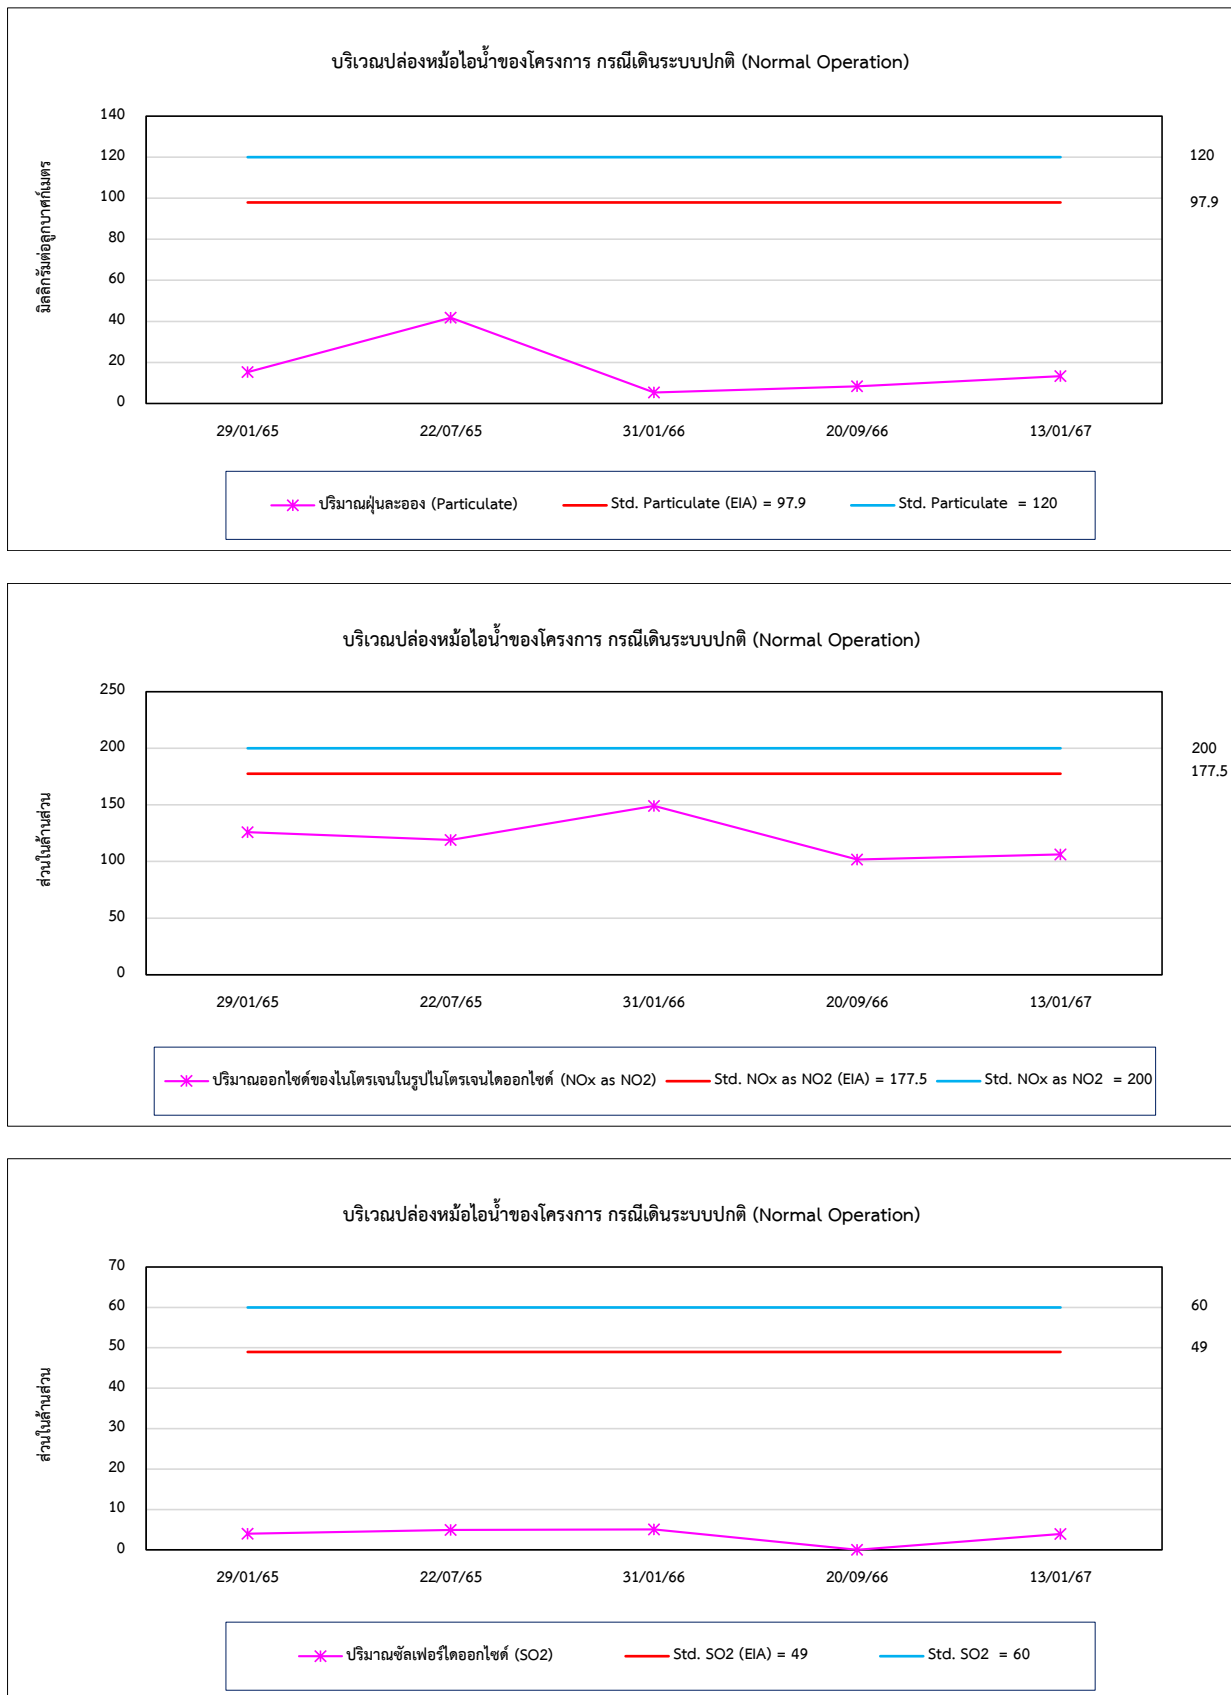 บริเวณปล่องหม้อไอน้ำของโครงการ กรณีเดินระบบปกติ (Normal Operation)
มิลลิกรัมต่อลูกบาศก์เมตร
140
120
100
80
60
40
20
0
120
97.9
29/01/65 22/07/65 31/01/66 20/09/66 13/01/67
ปริมาณฝุ่นละออง (Particulate) Std. Particulate (EIA) = 97.9 Std. Particulate = 120
บริเวณปล่องหม้อไอน้ำของโครงการ กรณีเดินระบบปกติ (Normal Operation)
ส่วนในล้านส่วน
250
200
150
100
50
0
200
177.5
29/01/65 22/07/65 31/01/66 20/09/66 13/01/67
ปริมาณออกไซด์ของไนโตรเจนในรูปไนโตรเจนไดออกไซด์ (NOx as NO2) Std. NOx as NO2 (EIA) = 177.5 Std. NOx as NO2 = 200
บริเวณปล่องหม้อไอน้ำของโครงการ กรณีเดินระบบปกติ (Normal Operation)
ส่วนในล้านส่วน
70
60
50
40
30
20
10
0
60
49
29/01/65 22/07/65 31/01/66 20/09/66 13/01/67
ปริมาณซัลเฟอร์ไดออกไซด์ (SO2) Std. SO2 (EIA) = 49 Std. SO2 = 60